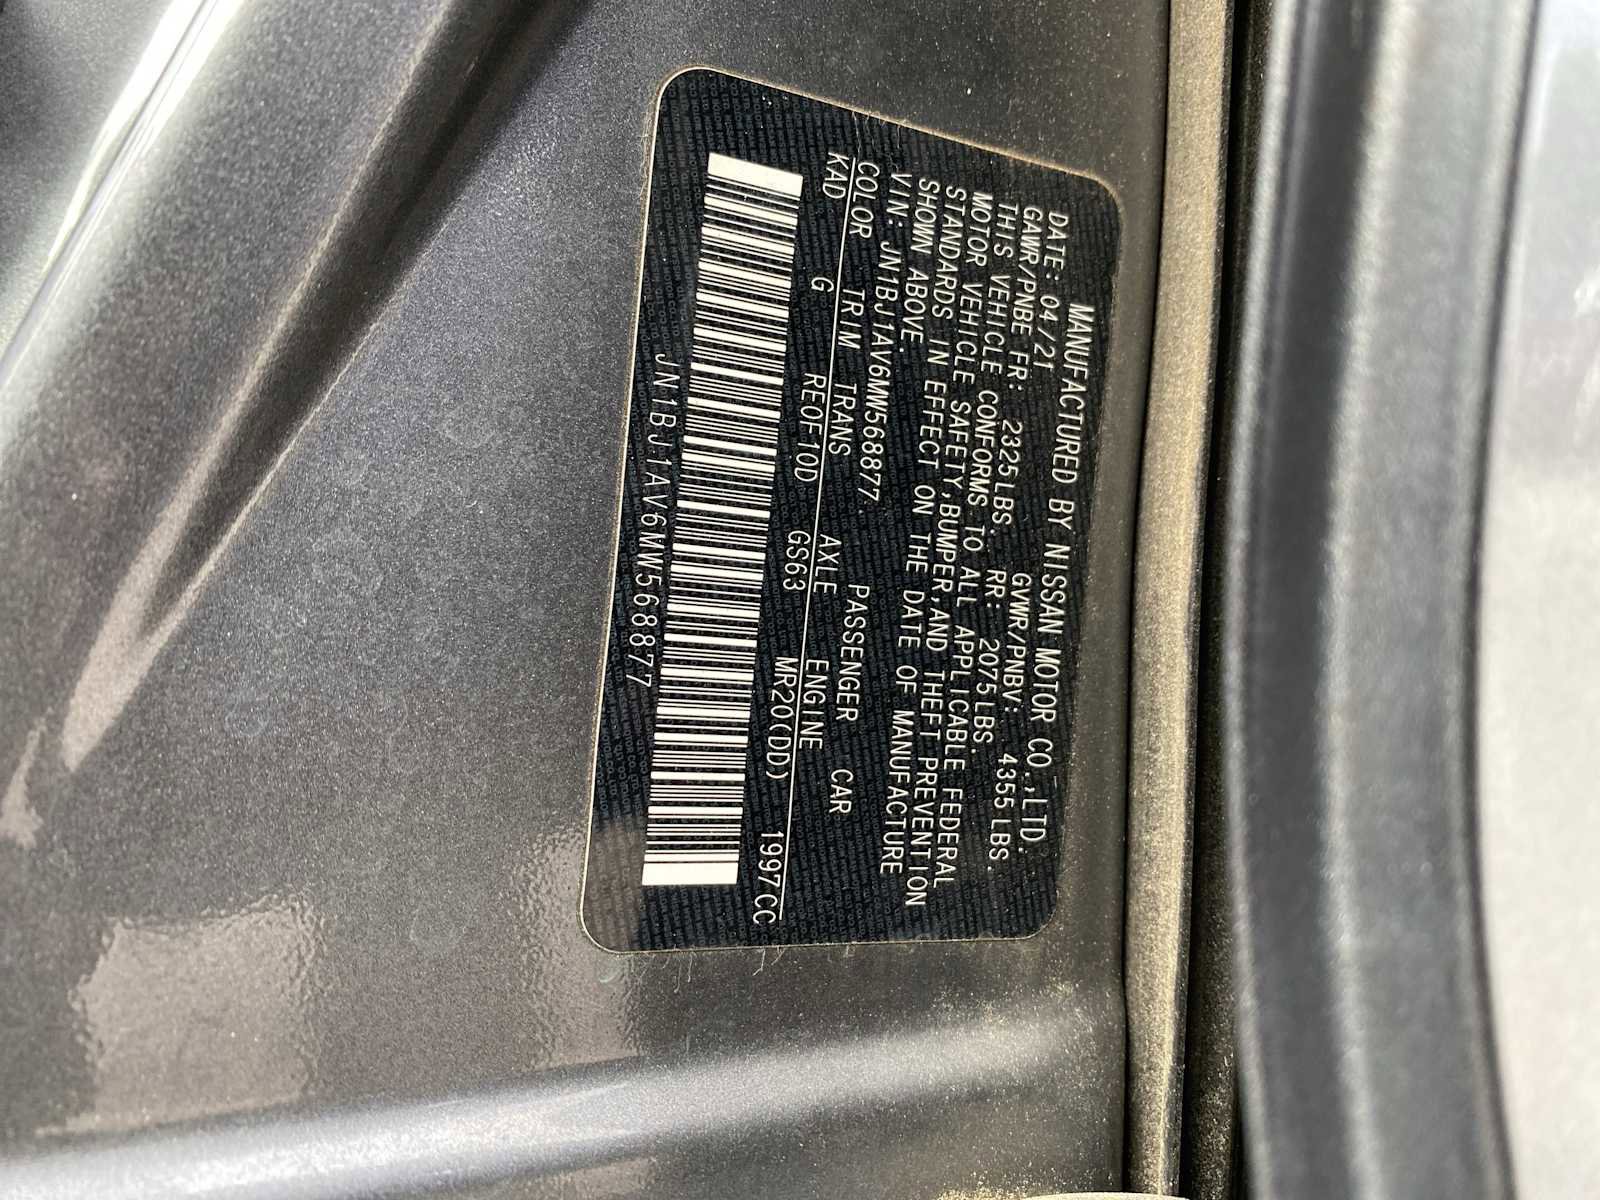 MANUFACTURED BY NISSAN MOTOR CO.,LTD.
DATE: 04/21 GVWR/PNBV: 4355 LBS.
GAWR/PNBE FR: 2325 LBS. RR: 2075 LBS.
THIS VEHICLE CONFORMS TO ALL APPLICABLE FEDERAL
MOTOR VEHICLE SAFETY,BUMPER,AND THEFT PREVENTION
STANDARDS IN EFFECT ON THE DATE OF MANUFACTURE
SHOWN ABOVE.
VIN: JN1BJ1AV6MW568877. PASSENGER CAR
COLOR TRIM TRANS AXLE ENGINE 1997CC
KAD G RE0F10D GS63 MR20(DD)
JN1BJ1AV6MW568877